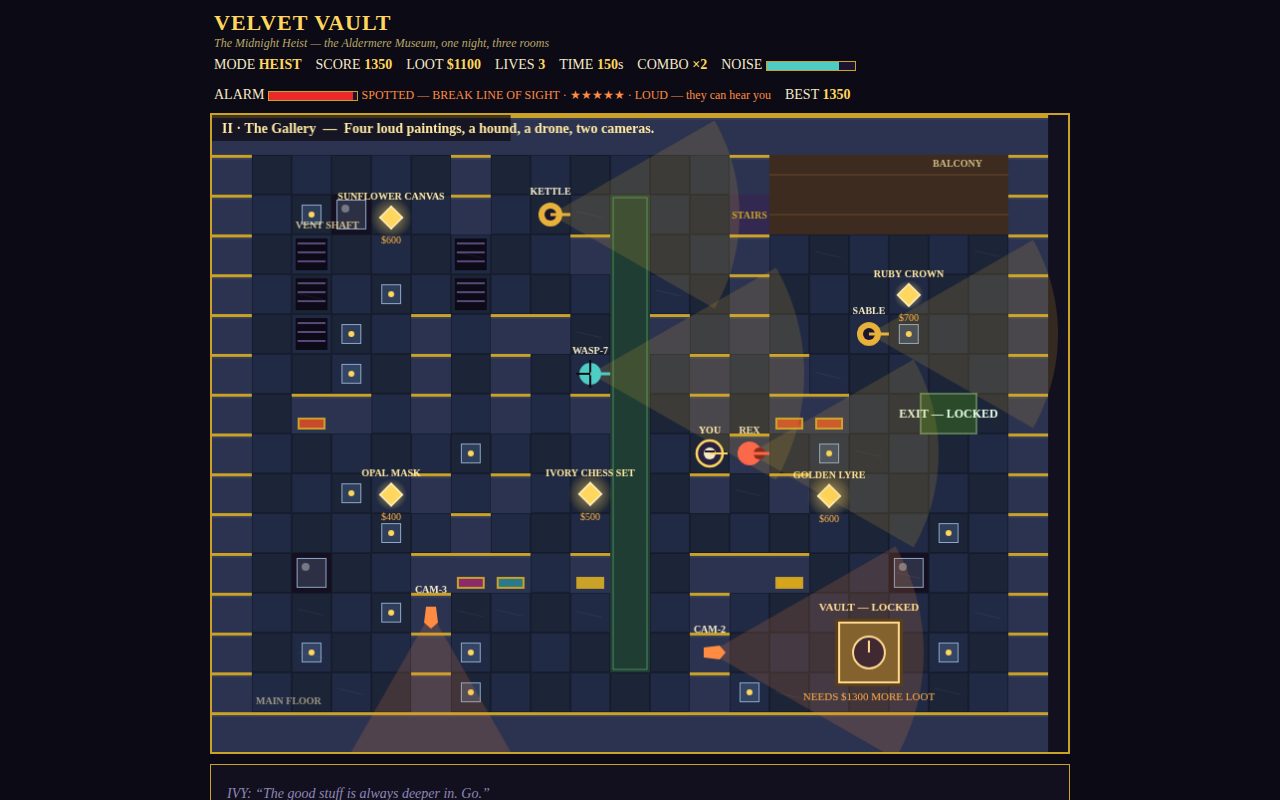 VELVET VAULT
The Midnight Heist — the Aldermere Museum, one night, three rooms
MODE HEIST SCORE 1350 LOOT $1100 LIVES 3 TIME 150s COMBO ×2 NOISE
ALARM SPOTTED — BREAK LINE OF SIGHT · ★★★★★ · LOUD — they can hear you BEST 1350
II · The Gallery — Four loud paintings, a hound, a drone, two cameras.
BALCONY
SUNFLOWER CANVAS
KETTLE
STAIRS
VENT SHAFT
$600
RUBY CROWN
SABLE
$700
WASP-7
EXIT — LOCKED
YOU
REX
OPAL MASK
IVORY CHESS SET
GOLDEN LYRE
$400
$500
$600
CAM-3
VAULT — LOCKED
CAM-2
NEEDS $1300 MORE LOOT
MAIN FLOOR
IVY: “The good stuff is always deeper in. Go.”